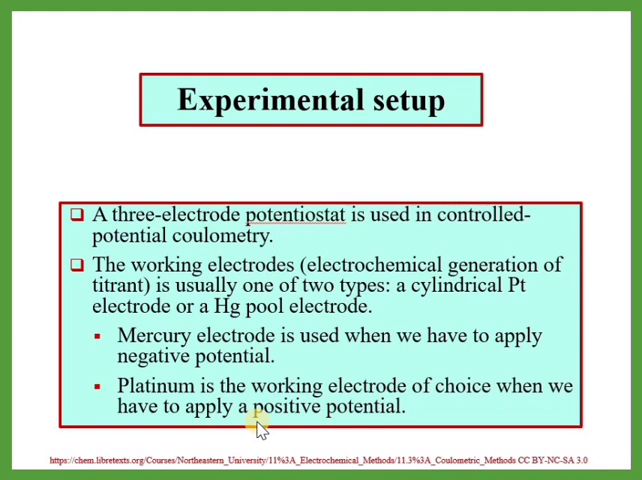 Experimental setup
A three-electrode potentiostat is used in controlled-
potential coulometry.
The working electrodes (electrochemical generation of
titrant) is usually one of two types: a cylindrical Pt
electrode or a Hg pool electrode.
Mercury electrode is used when we have to apply
negative potential.
Platinum is the working electrode of choice when we
have to apply a positive potential.
https://chem.libretexts.org/Courses/Northeastern_University/11%3A_Electrochemical_Methods/11.3%3A_Coulometric_Methods CC BY-NC-SA 3.0